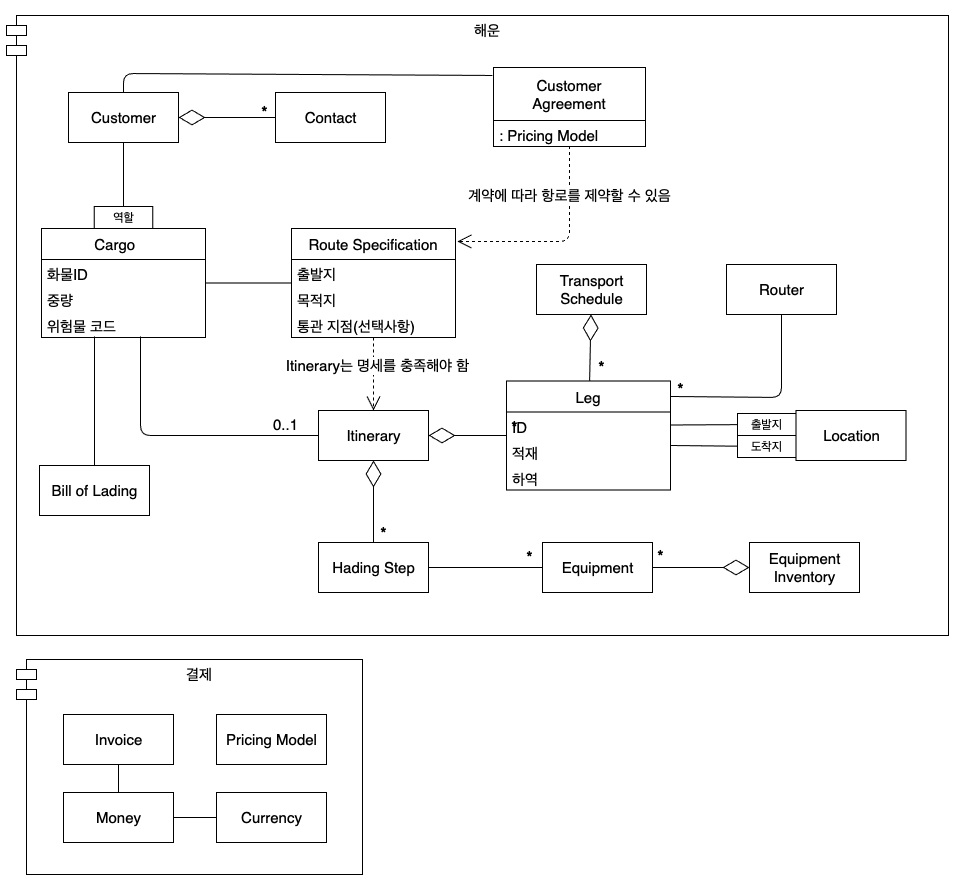 해운
Customer
*
Contact
Customer
Agreement
: Pricing Model
계약에 따라 항로를 제약할 수 있음
역할
Cargo
화물ID
중량
위험물 코드
Route Specification
출발지
목적지
통관 지점(선택사항)
Transport
Schedule
Router
Itinerary는 명세를 충족해야 함
*
*
Leg
*
ID
적재
하역
출발지
도착지
Location
0..1
Itinerary
Bill of Lading
*
Hading Step
*
Equipment
*
Equipment
Inventory
결제
Invoice
Pricing Model
Money
Currency